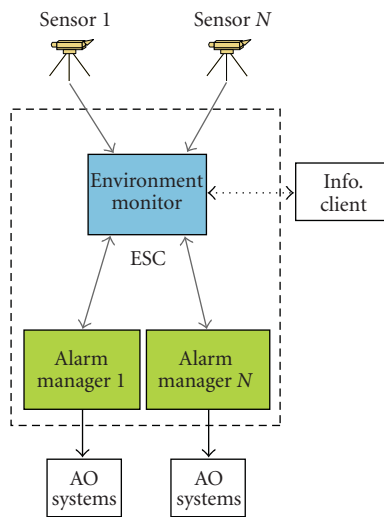 Sensor 1
Sensor N
Environment
monitor
Info.
client
ESC
Alarm
manager 1
Alarm
manager N
AO
systems
AO
systems